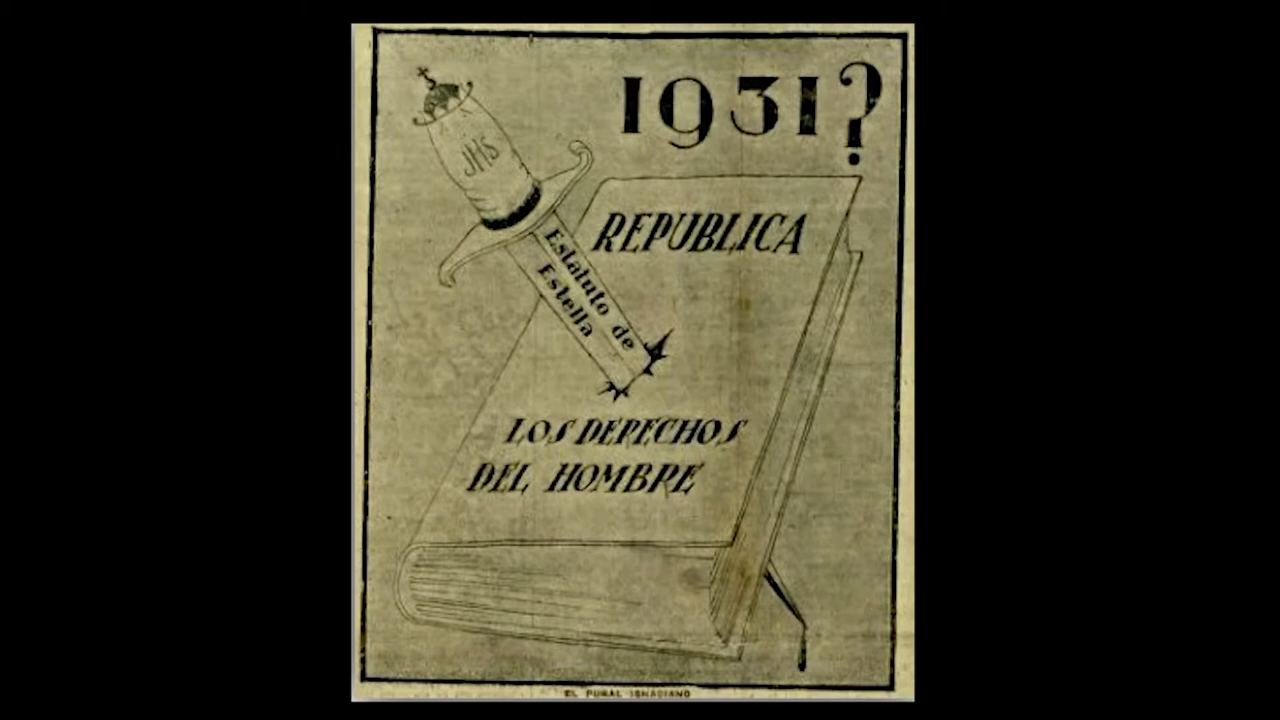 1931?
JHS
REPUBLICA
Estatuto de
Estella
LOS DERECHOS
DEL HOMBRE
EL PUÑAL IGNACIANO